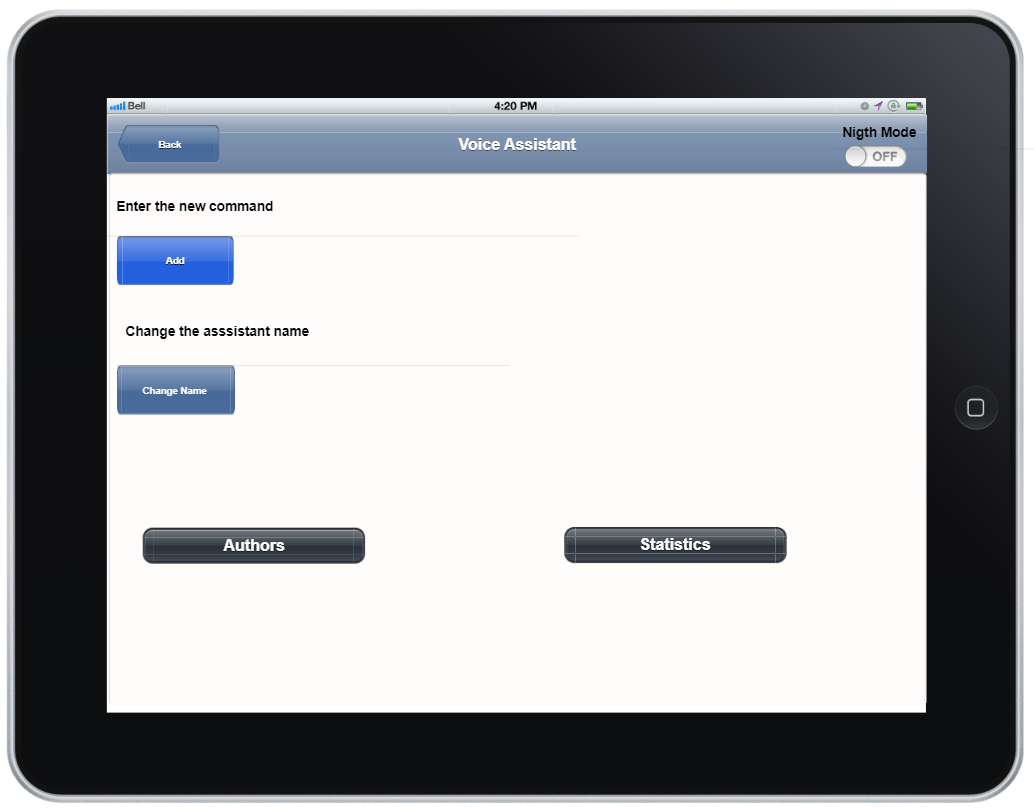 Bell
4:20 PM
Back
Voice Assistant
Nigth Mode
OFF
Enter the new command
Add
Change the asssistant name
Change Name
Authors
Statistics